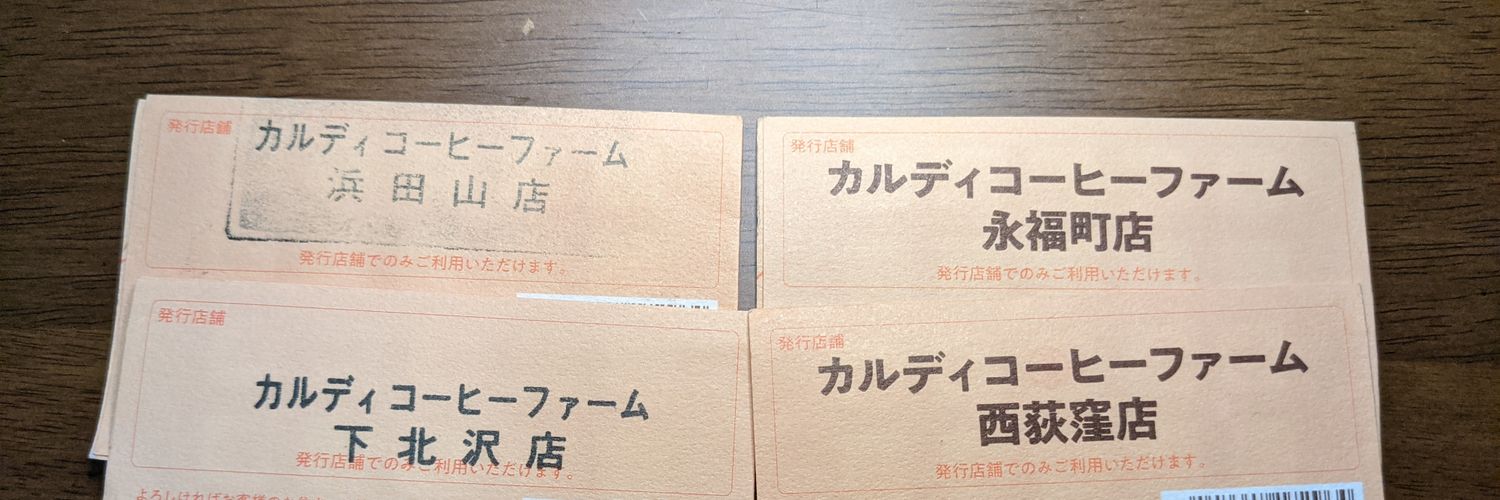 発行店舗
カルディコーヒーファーム
浜田山店
発行店舗でのみご利用いただけます。
発行店舗
カルディコーヒーファーム
永福町店
発行店舗でのみご利用いただけます。
発行店舗
カルディコーヒーファーム
下北沢店
発行店舗でのみご利用いただけます。
発行店舗
カルディコーヒーファーム
西荻窪店
発行店舗でのみご利用いただけます。